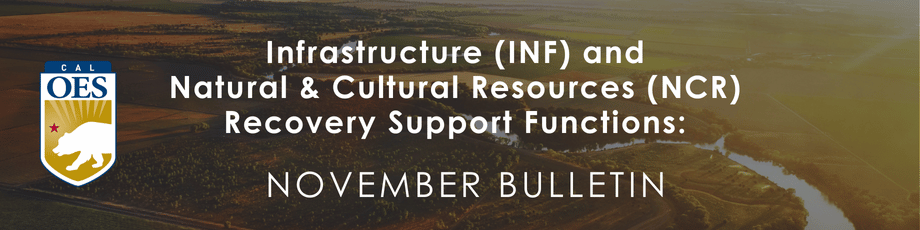 CAL
OES
Infrastructure (INF) and
Natural & Cultural Resources (NCR)
Recovery Support Functions:
NOVEMBER BULLETIN